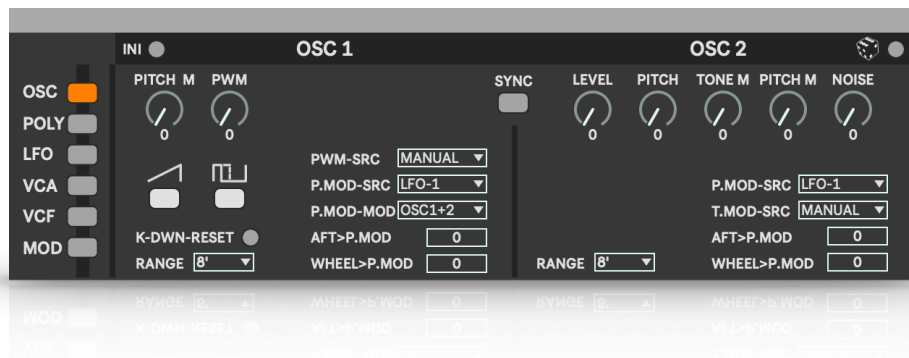 INI OSC 1 OSC 2
PITCH M PWM SYNC LEVEL PITCH TONE M PITCH M NOISE
OSC
POLY
0 0 0 0 0 0 0
LFO
PWM-SRC MANUAL
VCA
P.MOD-SRC LFO-1 P.MOD-SRC LFO-1
VCF
P.MOD-MOD OSC1+2 T.MOD-SRC MANUAL
K-DWN-RESET AFT>P.MOD 0 AFT>P.MOD 0
MOD
RANGE 8' WHEEL>P.MOD 0 RANGE 8' WHEEL>P.MOD 0